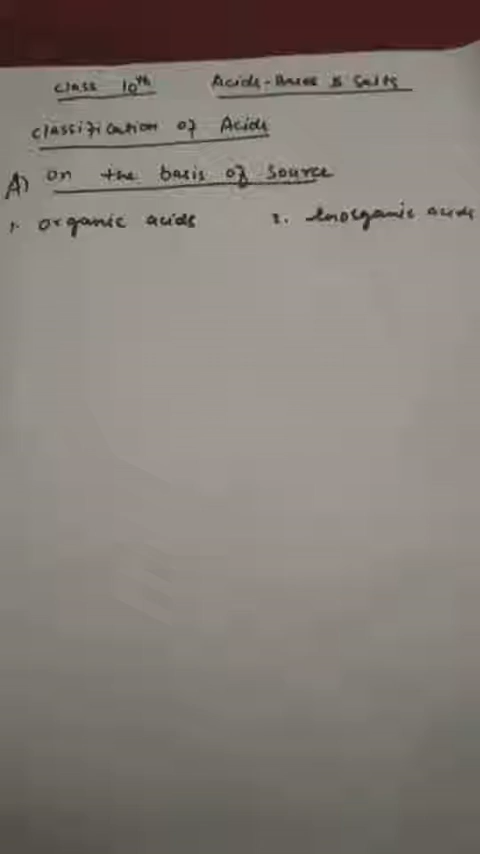 class 10th Acids-Bases & Salts
classification of Acids
A) on the basis of source
1. organic acids 2. Inorganic acids